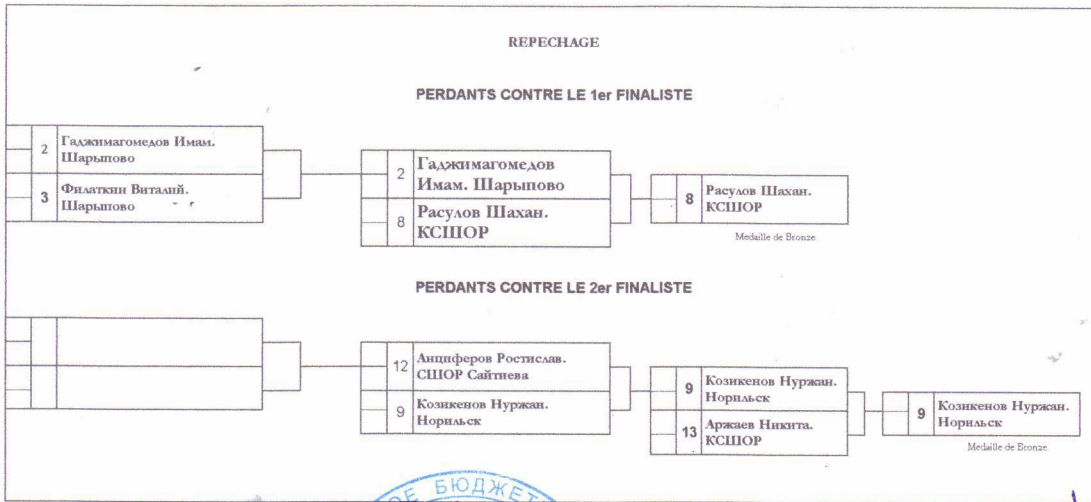 REPECHAGE
PERDANTS CONTRE LE 1er FINALISTE
2 Гаджимагомедов Имам.
Шарыпово
3 Филаткин Виталий.
Шарыпово
2 Гаджимагомедов
Имам. Шарыпово
8 Расулов Шахан.
КСШОР
8 Расулов Шахан.
КСШОР
Medaille de Bronze
PERDANTS CONTRE LE 2er FINALISTE
12 Анциферов Ростислав.
СШОР Сайтиева
9 Козикенов Нуржан.
Норильск
9 Козикенов Нуржан.
Норильск
13 Аржаев Никита.
КСШОР
9 Козикенов Нуржан.
Норильск
Medaille de Bronze
ОЕ БЮДЖЕТ